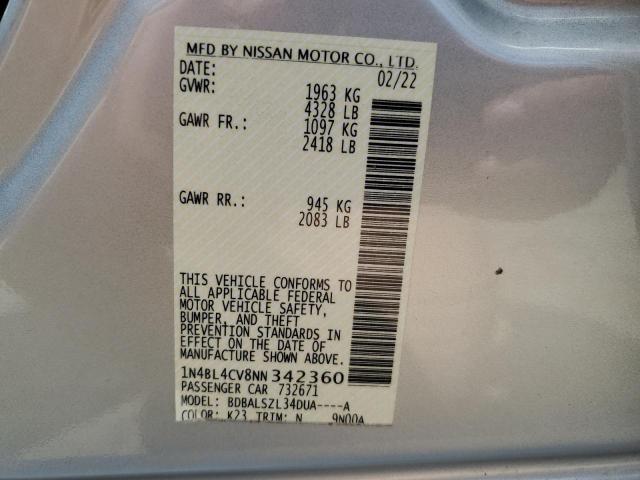 MFD BY NISSAN MOTOR CO., LTD.
DATE: 02/22
GVWR: 1963 KG
4328 LB
GAWR FR.: 1097 KG
2418 LB
GAWR RR.: 945 KG
2083 LB
THIS VEHICLE CONFORMS TO
ALL APPLICABLE FEDERAL
MOTOR VEHICLE SAFETY,
BUMPER, AND THEFT
PREVENTION STANDARDS IN
EFFECT ON THE DATE OF
MANUFACTURE SHOWN ABOVE.
1N4BL4CV8NN342360
PASSENGER CAR 732671
MODEL: BDBALSZL34DUA----A
COLOR: K23 TRIM: N 9N00A